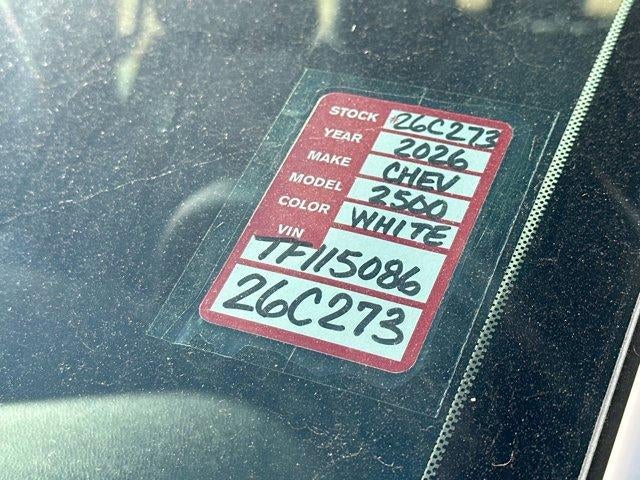 STOCK 26C273
YEAR 2026
MAKE CHEV
MODEL 2500
COLOR WHITE
VIN
TF115086
26C273